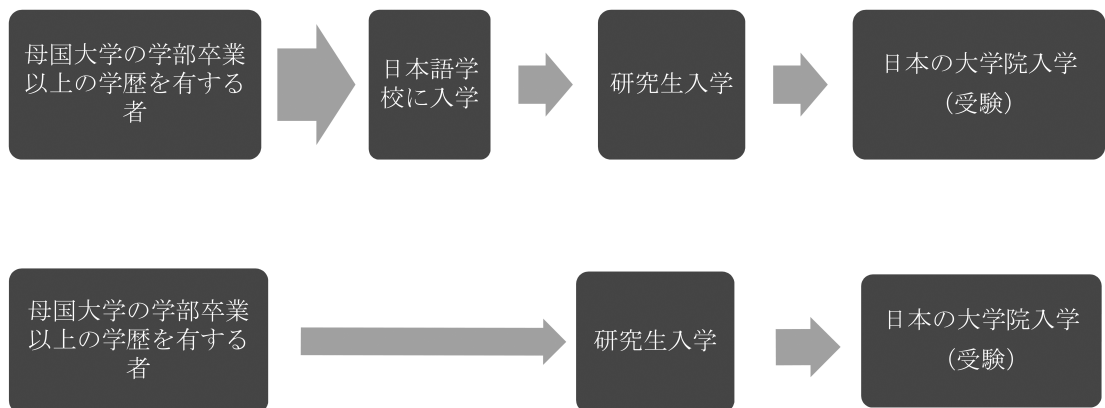 母国大学の学部卒業
以上の学歴を有する
者
日本語学
校に入学
研究生入学
日本の大学院入学
（受験）
母国大学の学部卒業
以上の学歴を有する
者
研究生入学
日本の大学院入学
（受験）